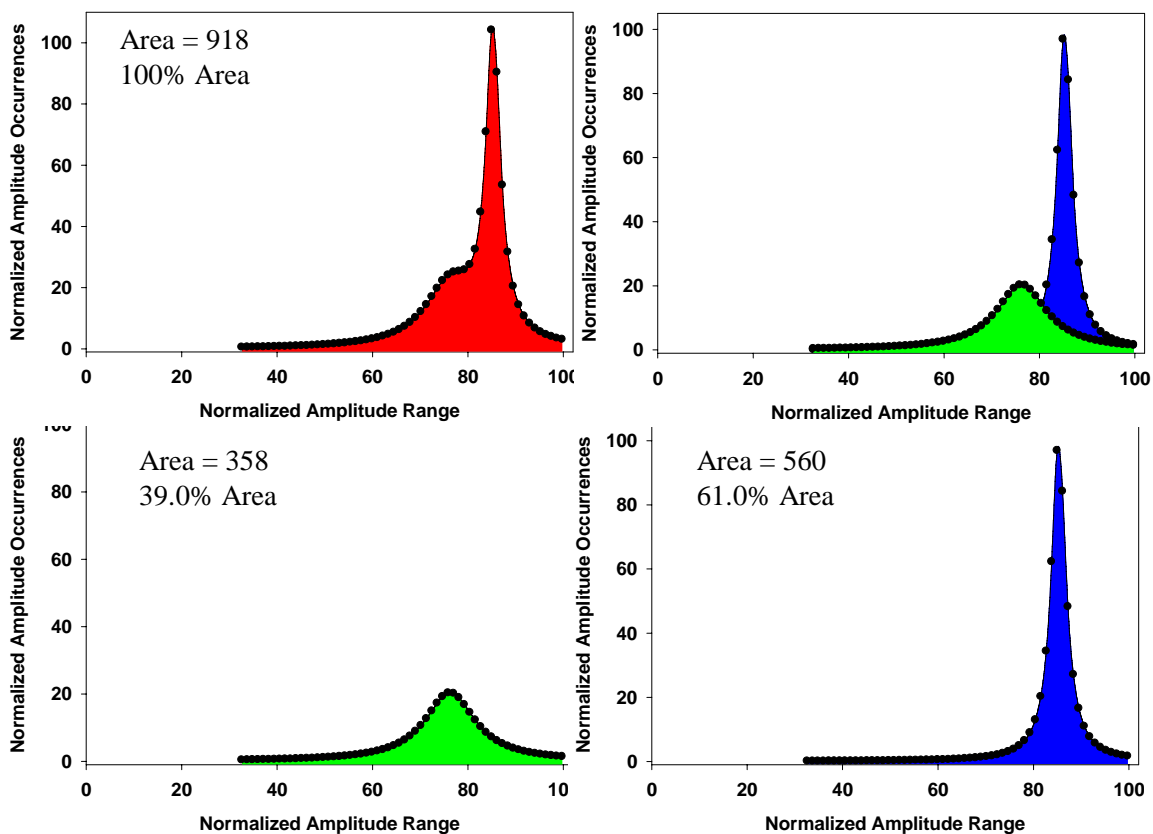 Normalized Amplitude Occurrences
100
80
60
40
20
0
Area = 918
100% Area
0 20 40 60 80 100
Normalized Amplitude Range
Normalized Amplitude Occurrences
100
80
60
40
20
0
0 20 40 60 80 100
Normalized Amplitude Range
Normalized Amplitude Occurrences
100
80
60
40
20
0
Area = 358
39.0% Area
0 20 40 60 80 100
Normalized Amplitude Range
Normalized Amplitude Occurrences
100
80
60
40
20
0
Area = 560
61.0% Area
0 20 40 60 80 100
Normalized Amplitude Range